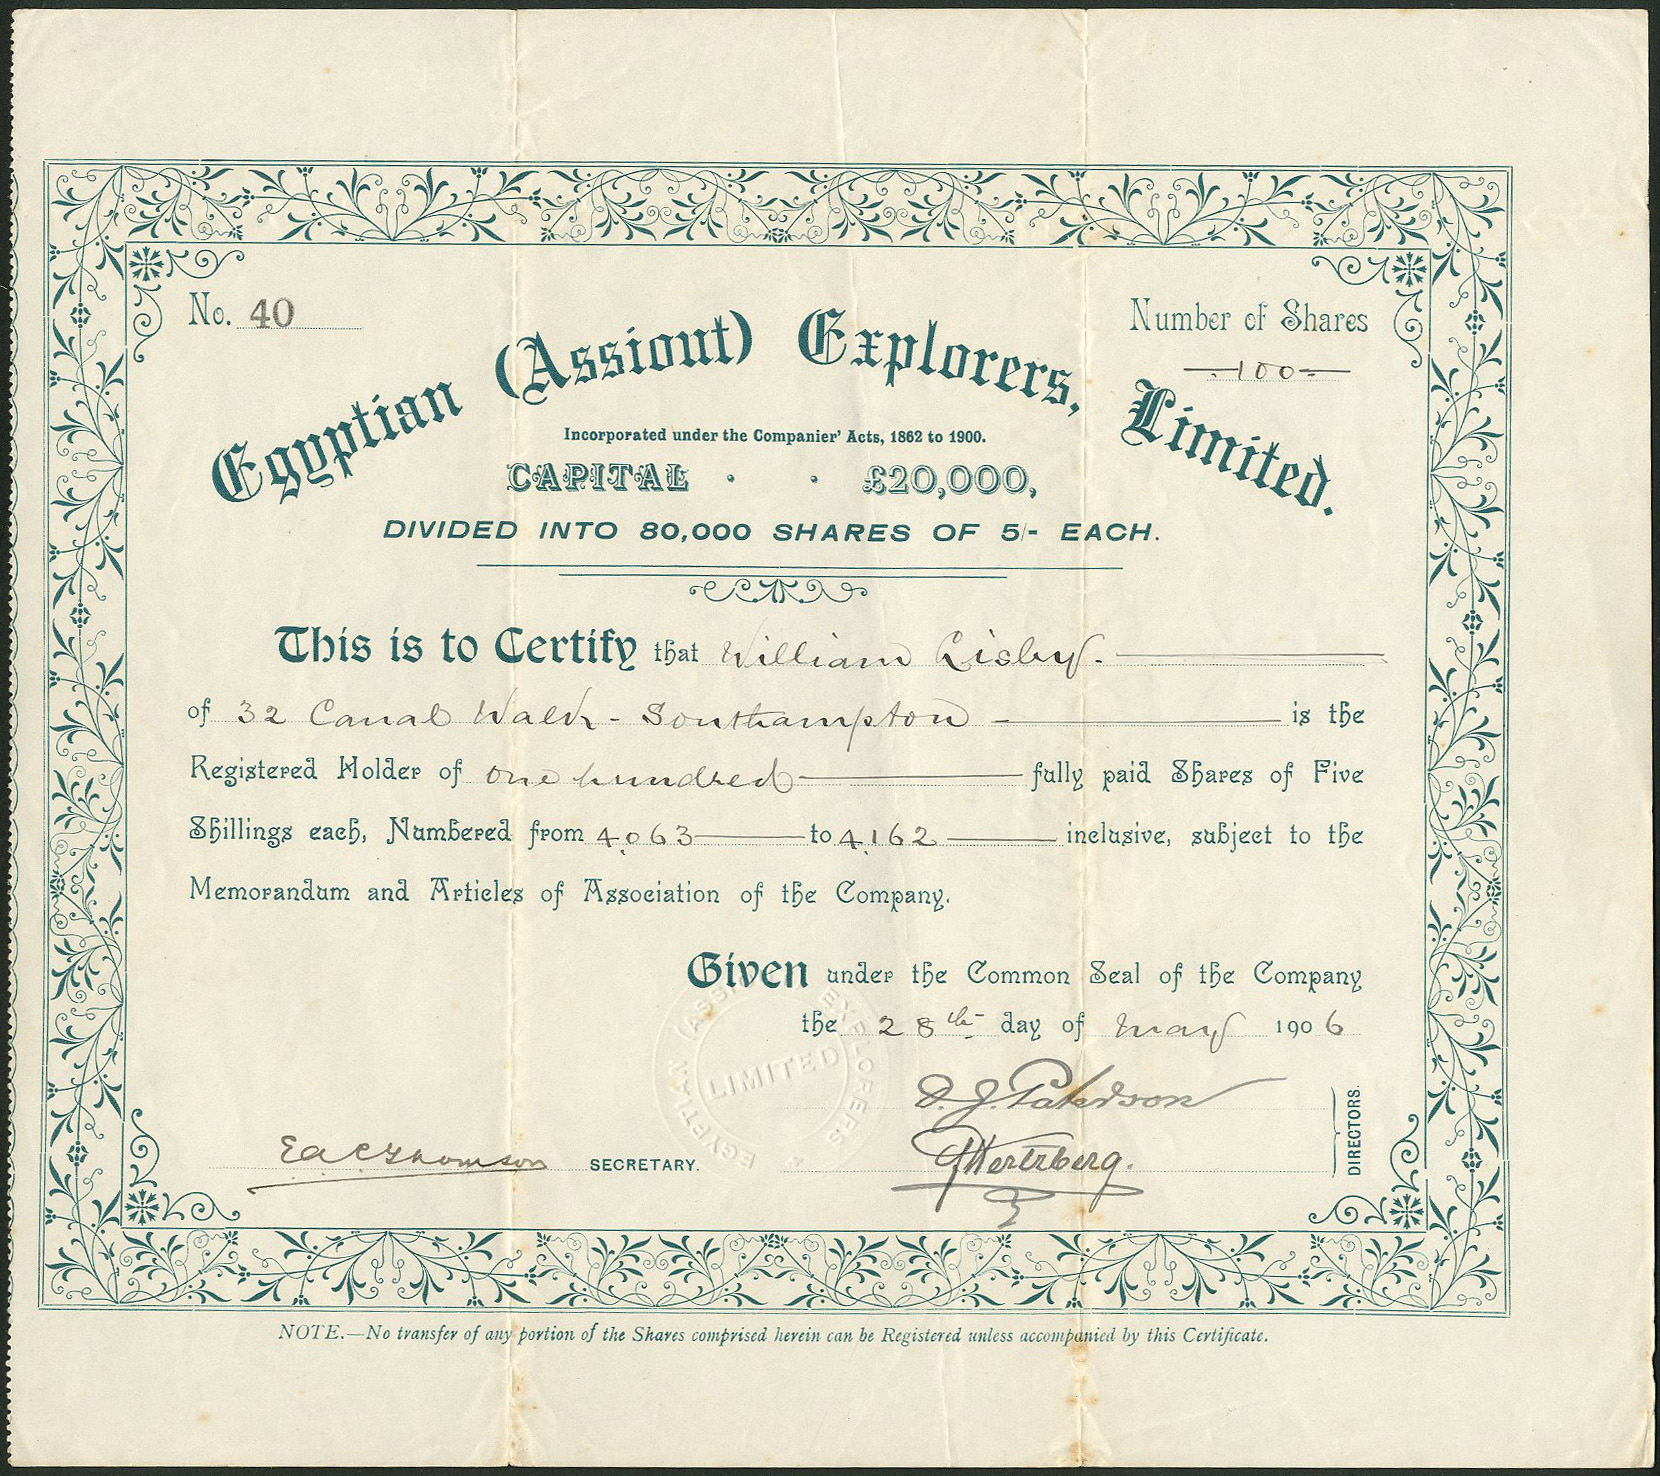 No. 40
Number of Shares
100
Egyptian (Assiout) Explorers, Limited.
Incorporated under the Companier' Acts, 1862 to 1900.
CAPITAL · · £20,000,
DIVIDED INTO 80,000 SHARES OF 5/- EACH.
This is to Certify that William Lisby.
of 32 Canal Walk - Southampton - is the
Registered Holder of one hundred fully paid Shares of Five
Shillings each, Numbered from 4,063 to 4,162 inclusive, subject to the
Memorandum and Articles of Association of the Company.
Given under the Common Seal of the Company
the 28th day of May 1906
EGYPTIAN (ASSIOUT) EXPLORERS
LIMITED
D. J. Paterson
DIRECTORS.
Thomson SECRETARY.
NOTE.—No transfer of any portion of the Shares comprised herein can be Registered unless accompanied by this Certificate.